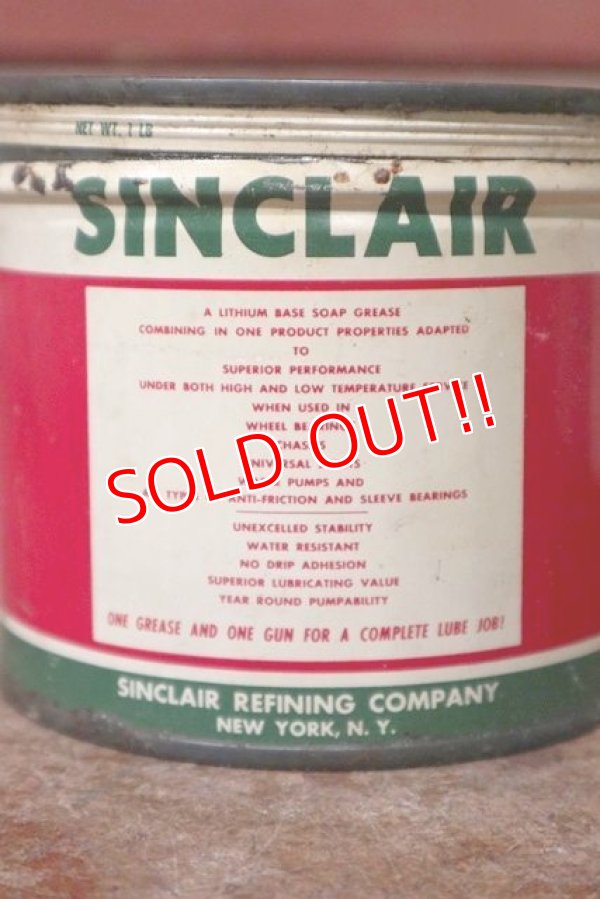 NET WT. 1 LB
SINCLAIR
A LITHIUM BASE SOAP GREASE
COMBINING IN ONE PRODUCT PROPERTIES ADAPTED
TO
SUPERIOR PERFORMANCE
UNDER BOTH HIGH AND LOW TEMPERATURE
WHEN USED IN
WHEEL
SOLD OUT!!
PUMPS AND
ANTI-FRICTION AND SLEEVE BEARINGS
UNEXCELLED STABILITY
WATER RESISTANT
NO DRIP ADHESION
SUPERIOR LUBRICATING VALUE
YEAR ROUND PUMPABILITY
ONE GREASE AND ONE GUN FOR A COMPLETE LUBE JOB!
SINCLAIR REFINING COMPANY
NEW YORK, N. Y.